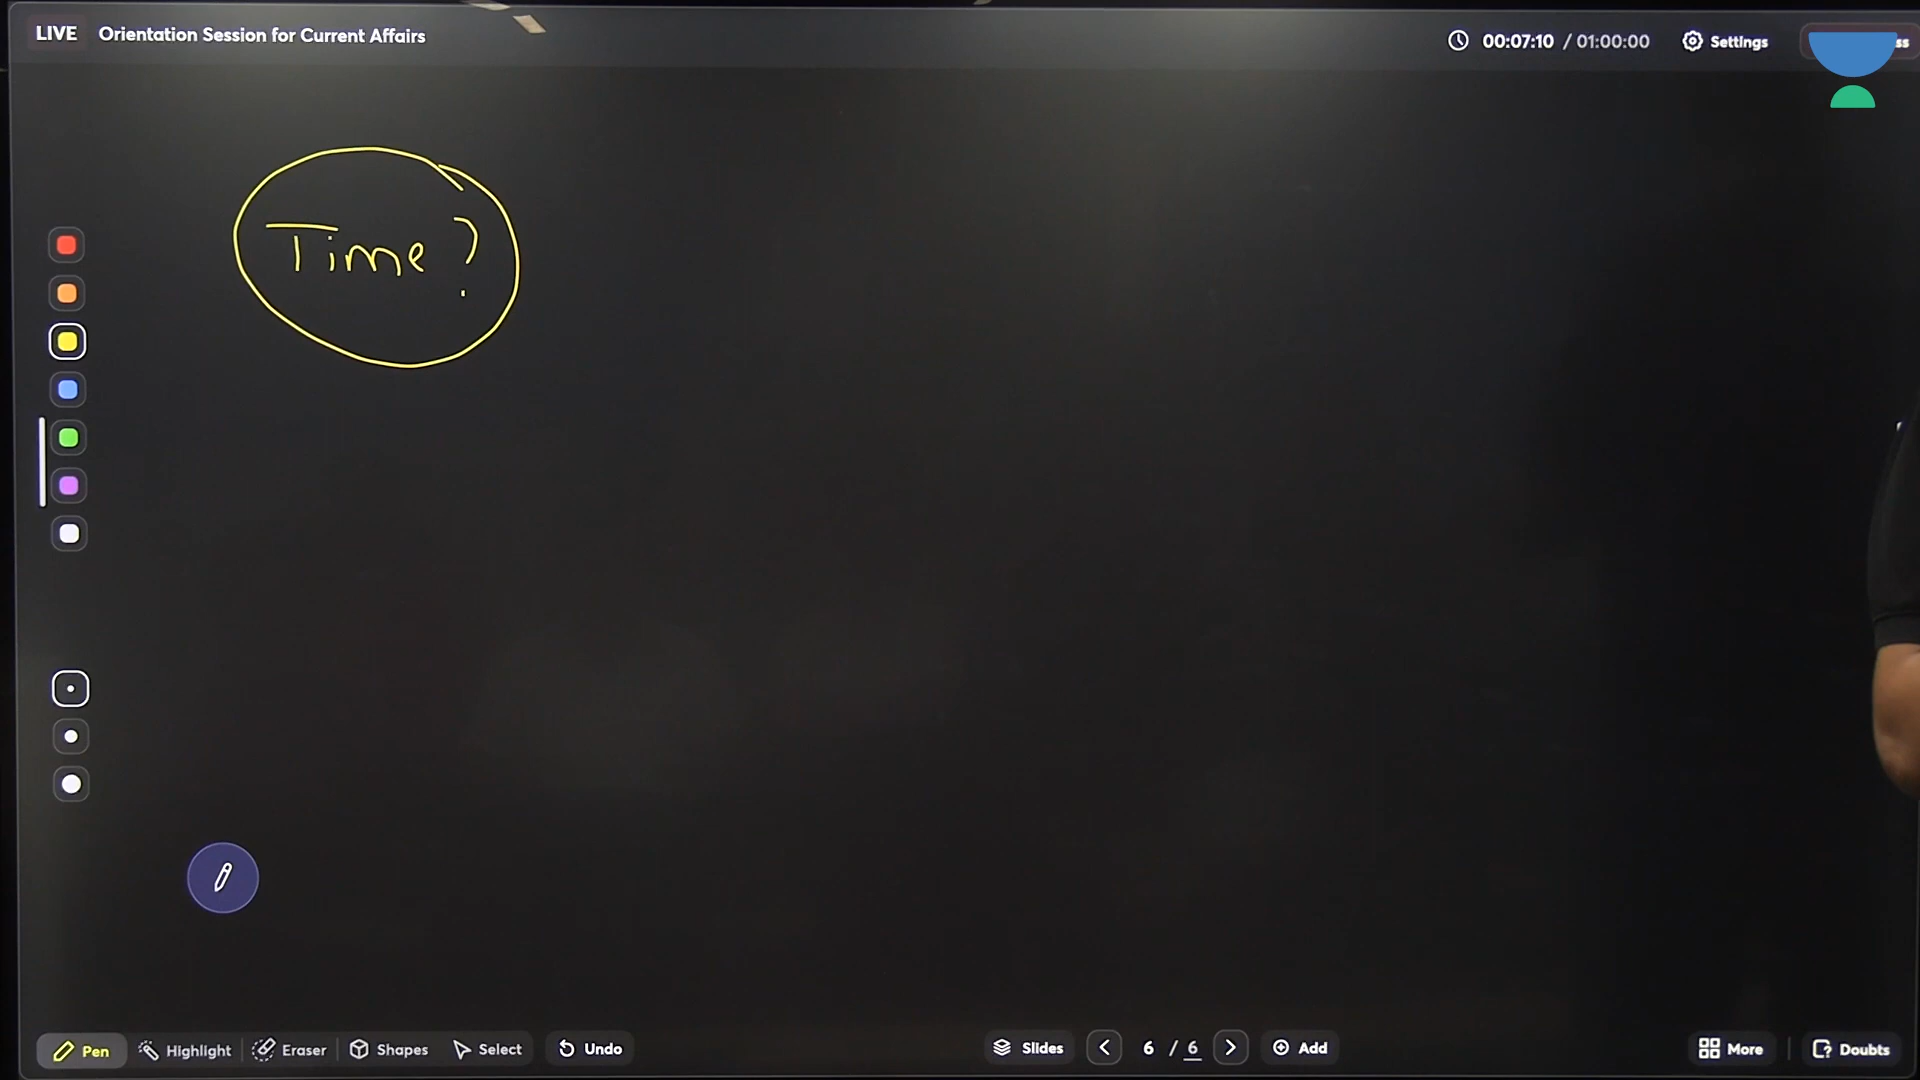 LIVE Orientation Session for Current Affairs 00:07:10 / 01:00:00 Settings
Time?
Pen Highlight Eraser Shapes Select Undo Slides 6 / 6 Add More Doubts